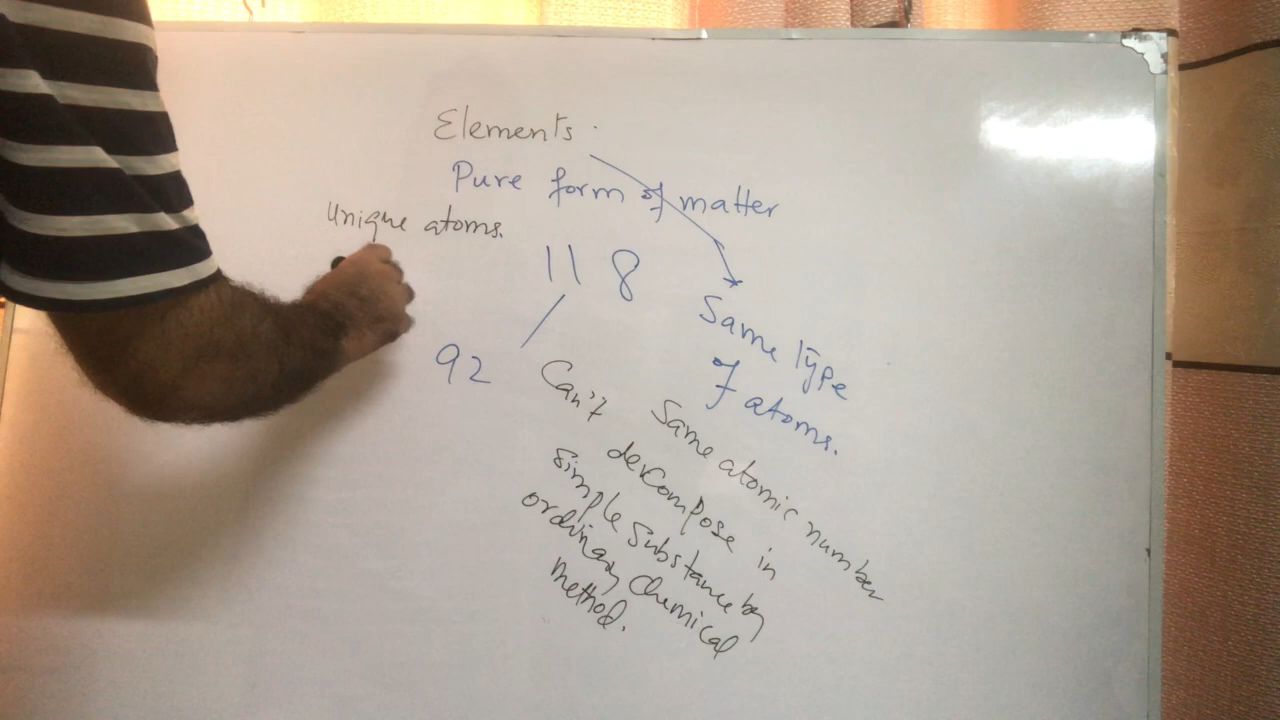 Elements.
Pure form of matter
Unique atoms.
118
92
Same type
of atoms.
Same atomic number
Can't decompose in
simple substance by
ordinary chemical
method.